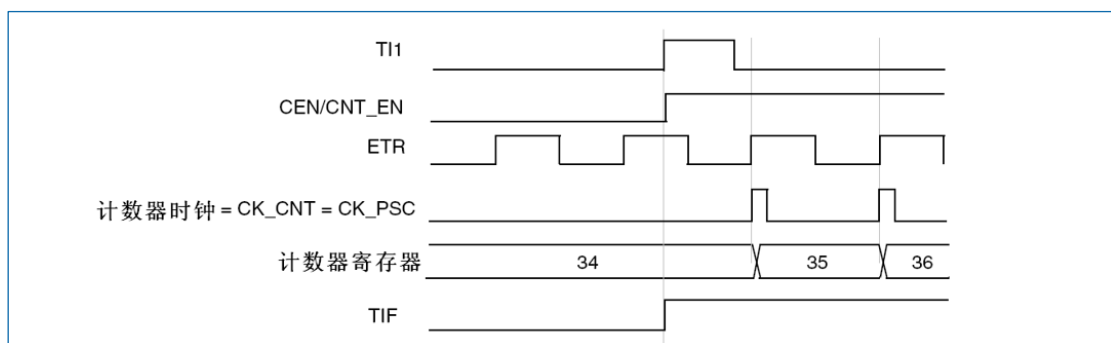 TI1
CEN/CNT_EN
ETR
计数器时钟 = CK_CNT = CK_PSC
计数器寄存器 34 35 36
TIF